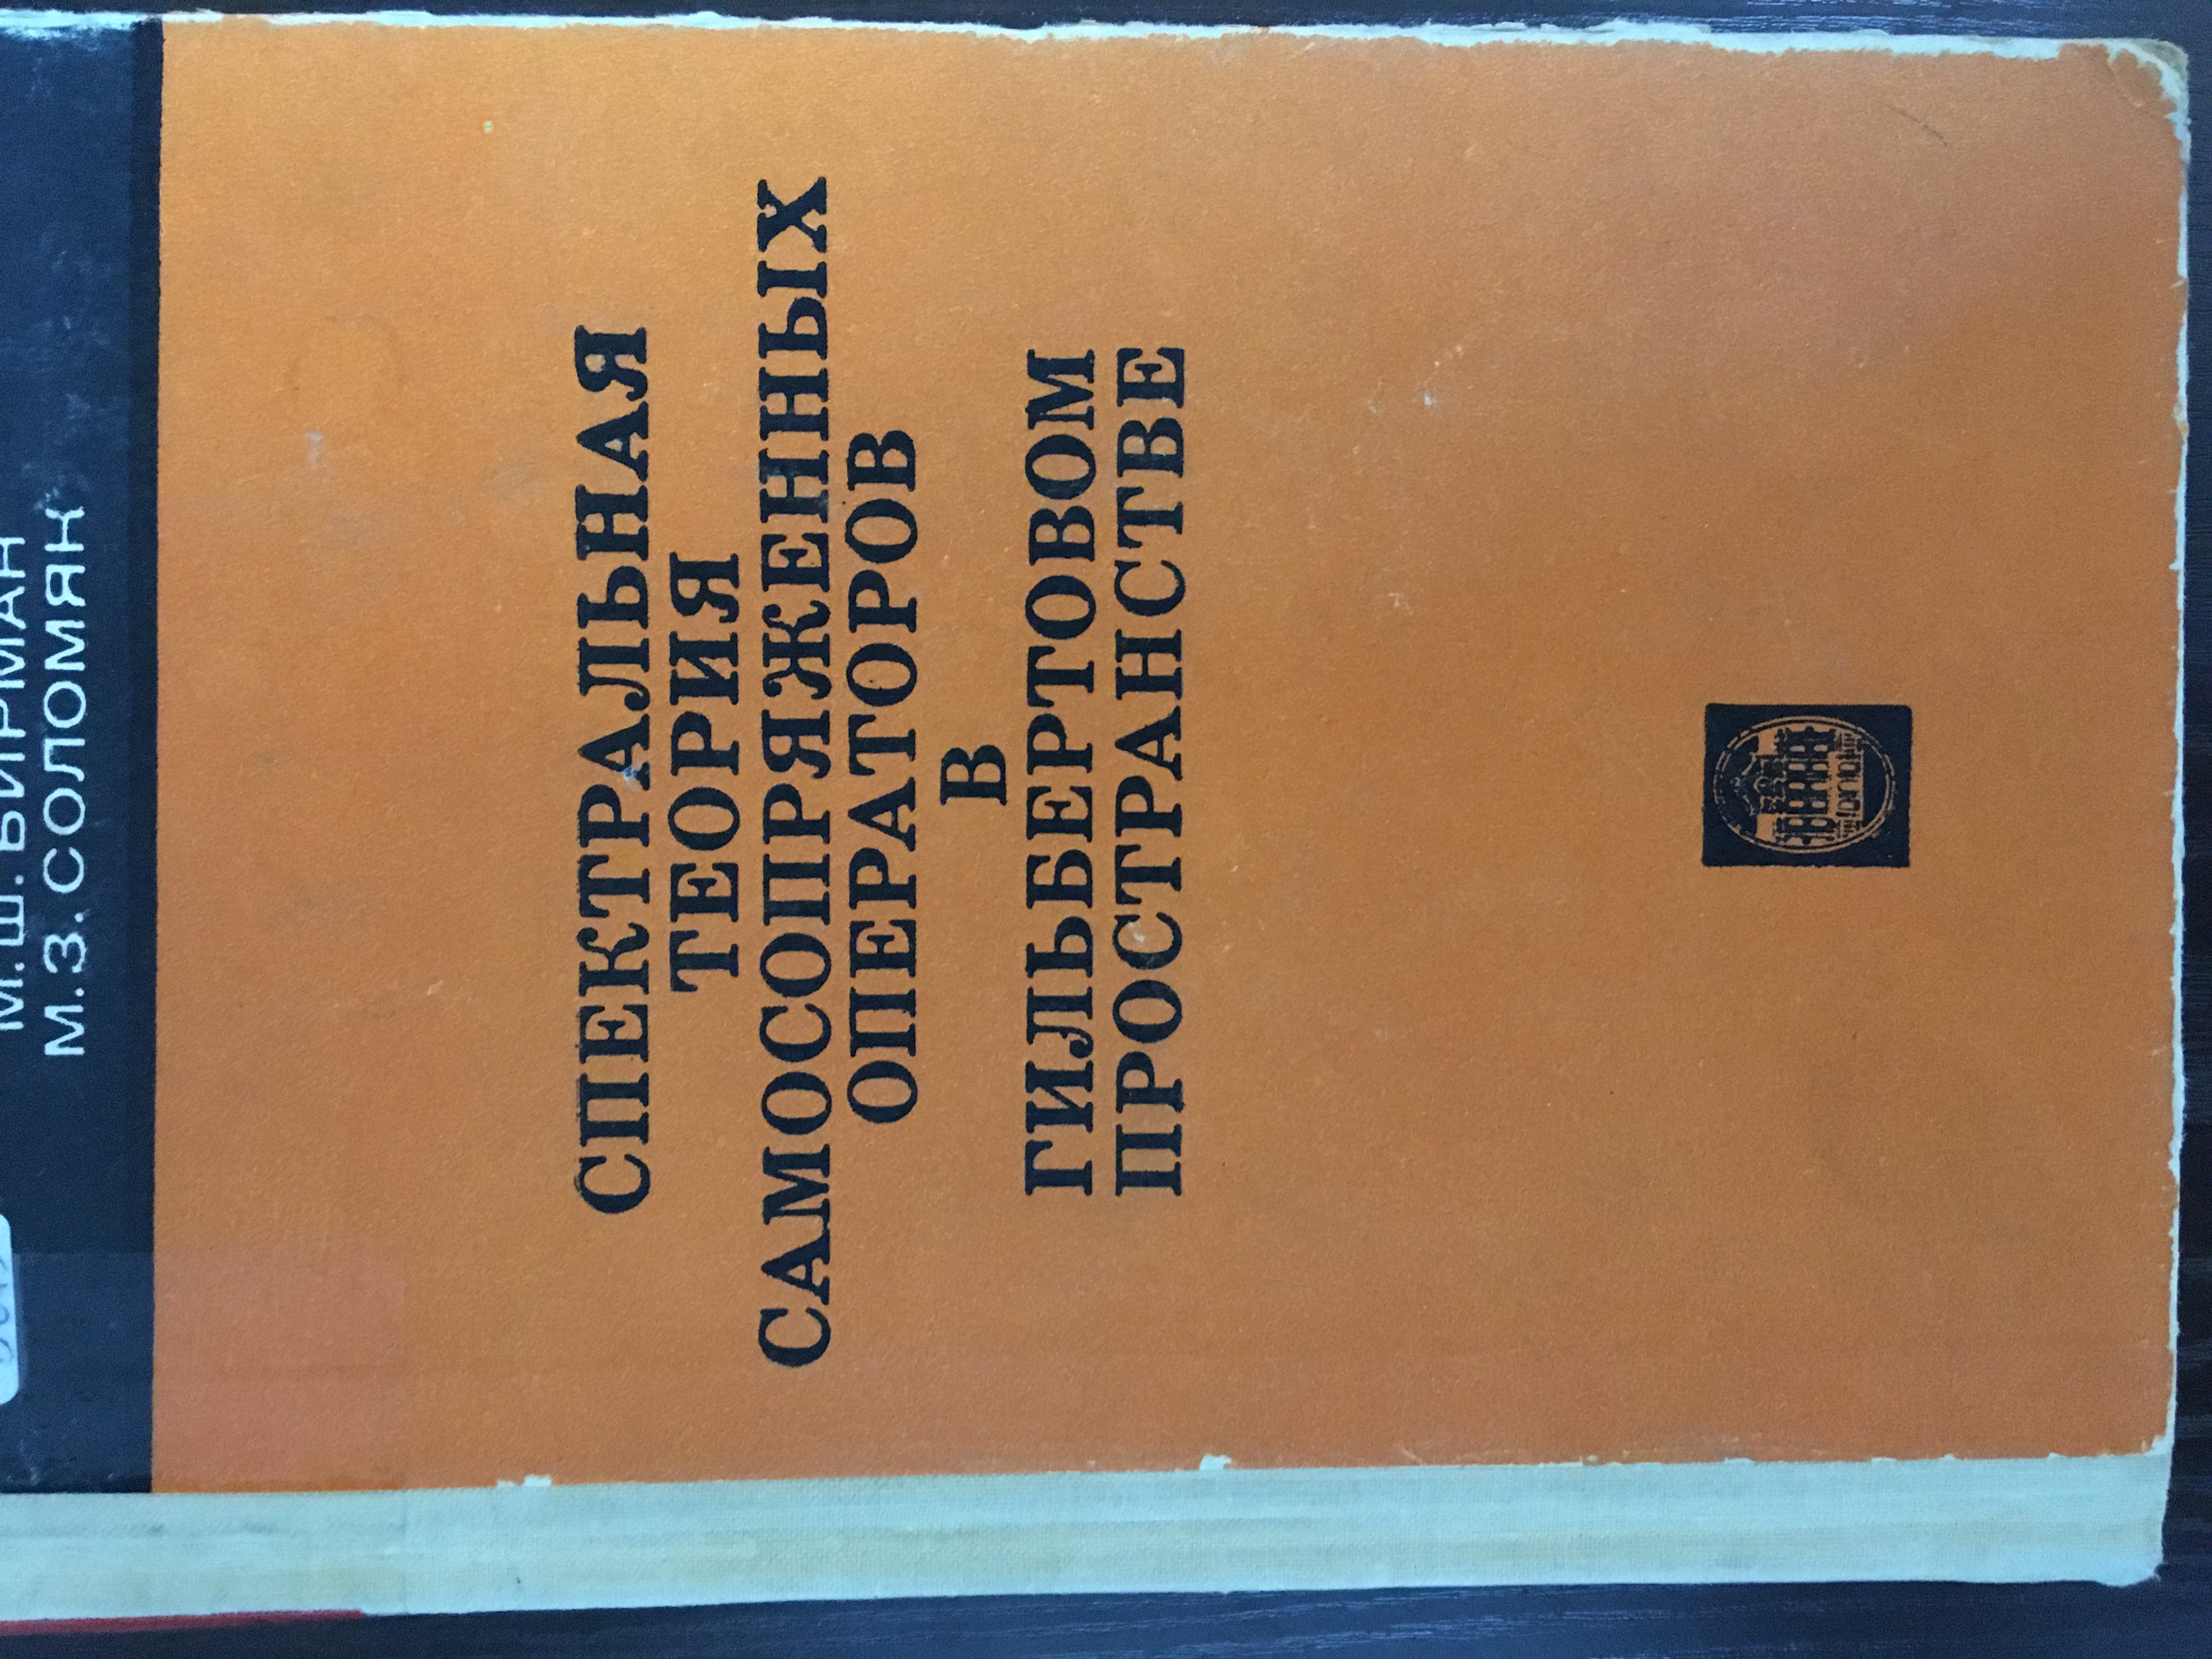 М.Ш. БИРМАН
М.З. СОЛОМЯК
СПЕКТРАЛЬНАЯ
ТЕОРИЯ
САМОСОПРЯЖЕННЫХ
ОПЕРАТОРОВ
В
ГИЛЬБЕРТОВОМ
ПРОСТРАНСТВЕ